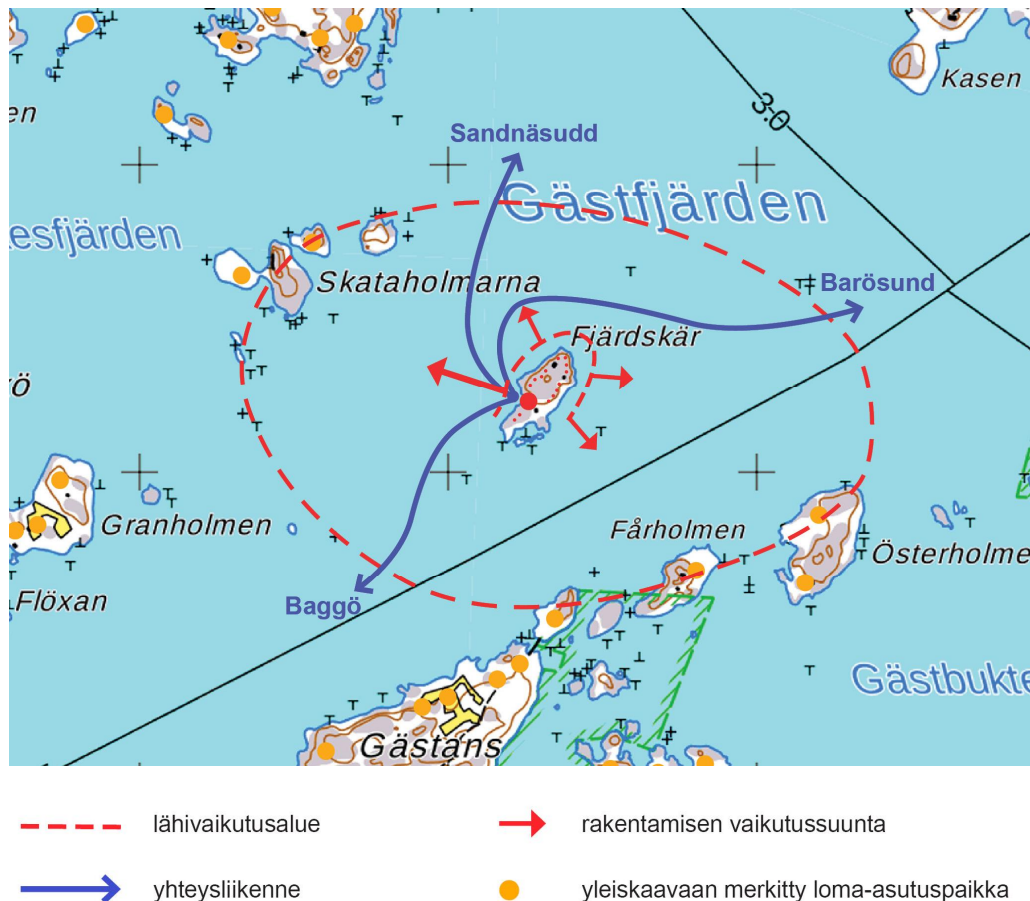 Kasen
en
3.0
Sandnäsudd
Gästfjärden
esfjärden
Skataholmarna
Barösund
Fjärdskär
ö
Granholmen
Fårholmen
Österholme
Flöxan
Baggö
Gästbukte
Gästans
lähivaikutusalue
rakentamisen vaikutussuunta
yhteysliikenne
yleiskaavaan merkitty loma-asutuspaikka